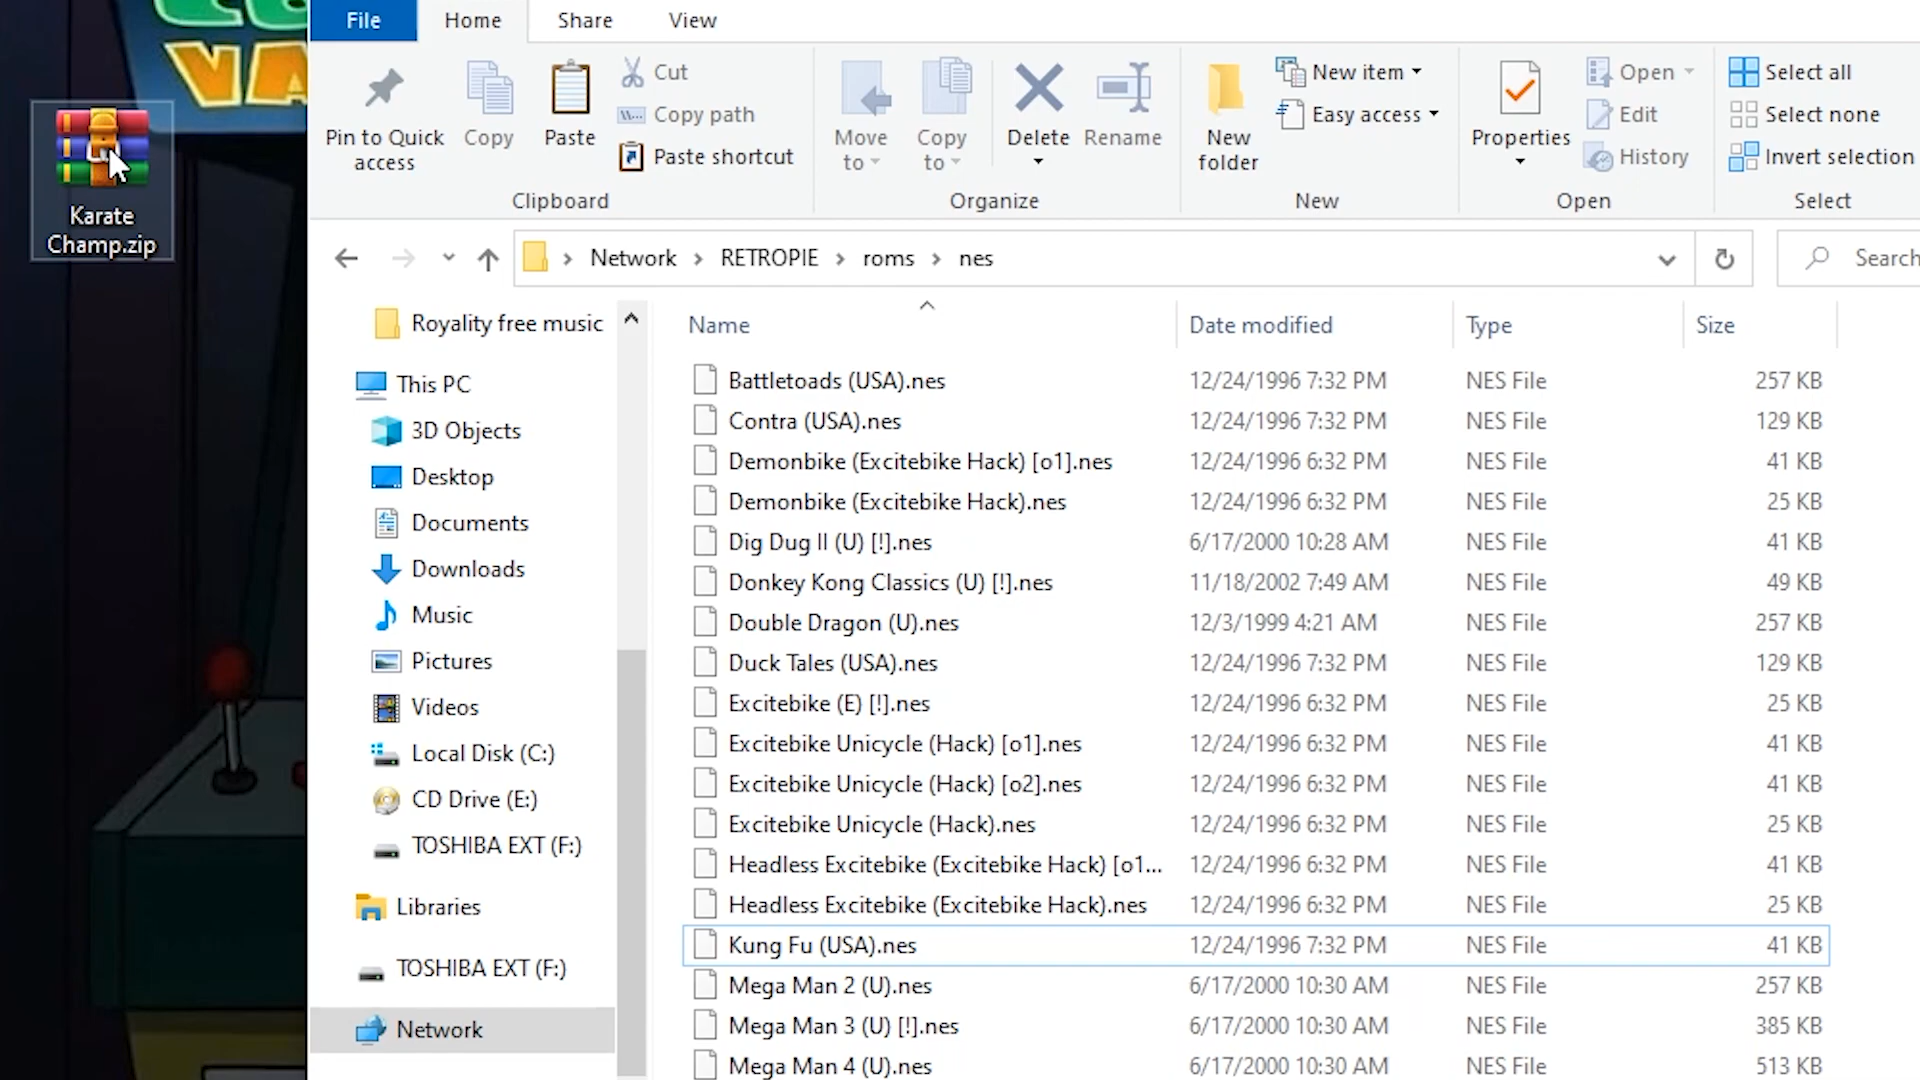 VA
Karate
Champ.zip
File Home Share View
Pin to Quick
access
Copy
Paste
Cut
Copy path
Paste shortcut
Clipboard
Move
to
Copy
to
Delete
Rename
Organize
New
folder
New item
Easy access
New
Properties
Open
Edit
History
Open
Select all
Select none
Invert selection
Select
Network RETROPIE roms nes
Search
Royality free music
This PC
3D Objects
Desktop
Documents
Downloads
Music
Pictures
Videos
Local Disk (C:)
CD Drive (E:)
TOSHIBA EXT (F:)
Libraries
TOSHIBA EXT (F:)
Network
Name Date modified Type Size
Battletoads (USA).nes 12/24/1996 7:32 PM NES File 257 KB
Contra (USA).nes 12/24/1996 7:32 PM NES File 129 KB
Demonbike (Excitebike Hack) [o1].nes 12/24/1996 6:32 PM NES File 41 KB
Demonbike (Excitebike Hack).nes 12/24/1996 6:32 PM NES File 25 KB
Dig Dug II (U) [!].nes 6/17/2000 10:28 AM NES File 41 KB
Donkey Kong Classics (U) [!].nes 11/18/2002 7:49 AM NES File 49 KB
Double Dragon (U).nes 12/3/1999 4:21 AM NES File 257 KB
Duck Tales (USA).nes 12/24/1996 7:32 PM NES File 129 KB
Excitebike (E) [!].nes 12/24/1996 6:32 PM NES File 25 KB
Excitebike Unicycle (Hack) [o1].nes 12/24/1996 6:32 PM NES File 41 KB
Excitebike Unicycle (Hack) [o2].nes 12/24/1996 6:32 PM NES File 41 KB
Excitebike Unicycle (Hack).nes 12/24/1996 6:32 PM NES File 25 KB
Headless Excitebike (Excitebike Hack) [o1... 12/24/1996 6:32 PM NES File 41 KB
Headless Excitebike (Excitebike Hack).nes 12/24/1996 6:32 PM NES File 25 KB
Kung Fu (USA).nes 12/24/1996 7:32 PM NES File 41 KB
Mega Man 2 (U).nes 6/17/2000 10:30 AM NES File 257 KB
Mega Man 3 (U) [!].nes 6/17/2000 10:30 AM NES File 385 KB
Mega Man 4 (U).nes 6/17/2000 10:30 AM NES File 513 KB